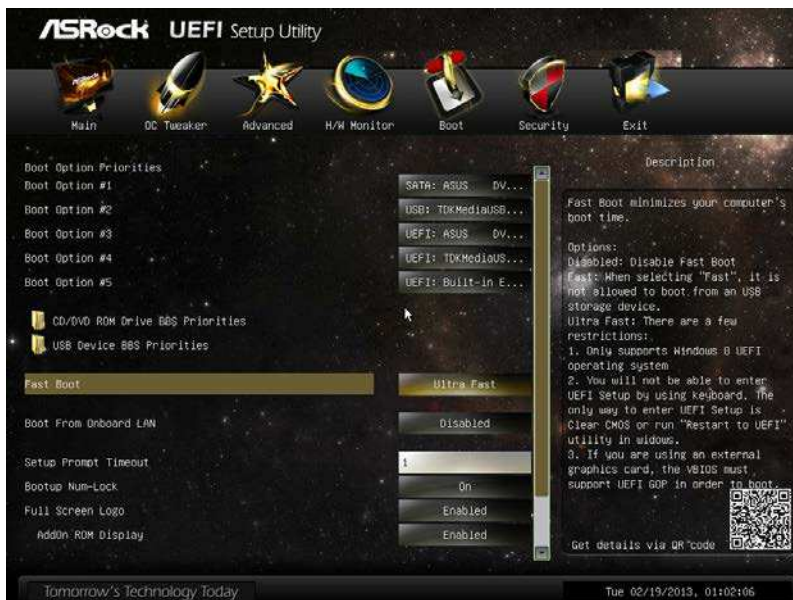 ASRock UEFI Setup Utility
Main OC Tweaker Advanced H/W Monitor Boot Security Exit
Boot Option Priorities
Boot Option #1 SATA: ASUS DV...
Boot Option #2 USB: TDKMediaUSB...
Boot Option #3 UEFI: ASUS DV...
Boot Option #4 UEFI: TDKMediaUS...
Boot Option #5 UEFI: Built-in E...
CD/DVD ROM Drive BBS Priorities
USB Device BBS Priorities
Fast Boot Ultra Fast
Boot From Onboard LAN Disabled
Setup Prompt Timeout 1
Bootup Num-Lock On
Full Screen Logo Enabled
AddOn ROM Display Enabled
Description
Fast Boot minimizes your computer's
boot time.
Options:
Disabled: Disable Fast Boot
Fast: When selecting "Fast", it is
not allowed to boot from an USB
storage device.
Ultra Fast: There are a few
restrictions:
1. Only supports Windows 8 UEFI
operating system
2. You will not be able to enter
UEFI Setup by using keyboard. The
only way to enter UEFI Setup is
Clear CMOS or run "Restart to UEFI"
utility in widows.
3. If you are using an external
graphics card, the VBIOS must
support UEFI GOP in order to boot.
Get details via QR code
Tomorrow's Technology Today
Tue 02/19/2013, 01:02:06